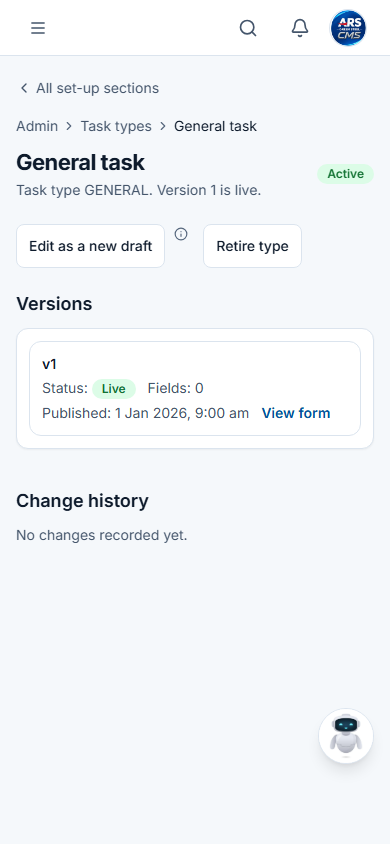 ARS
CMS
All set-up sections
Admin > Task types > General task
General task
Active
Task type GENERAL. Version 1 is live.
Edit as a new draft
Retire type
Versions
v1
Status: Live Fields: 0
Published: 1 Jan 2026, 9:00 am View form
Change history
No changes recorded yet.